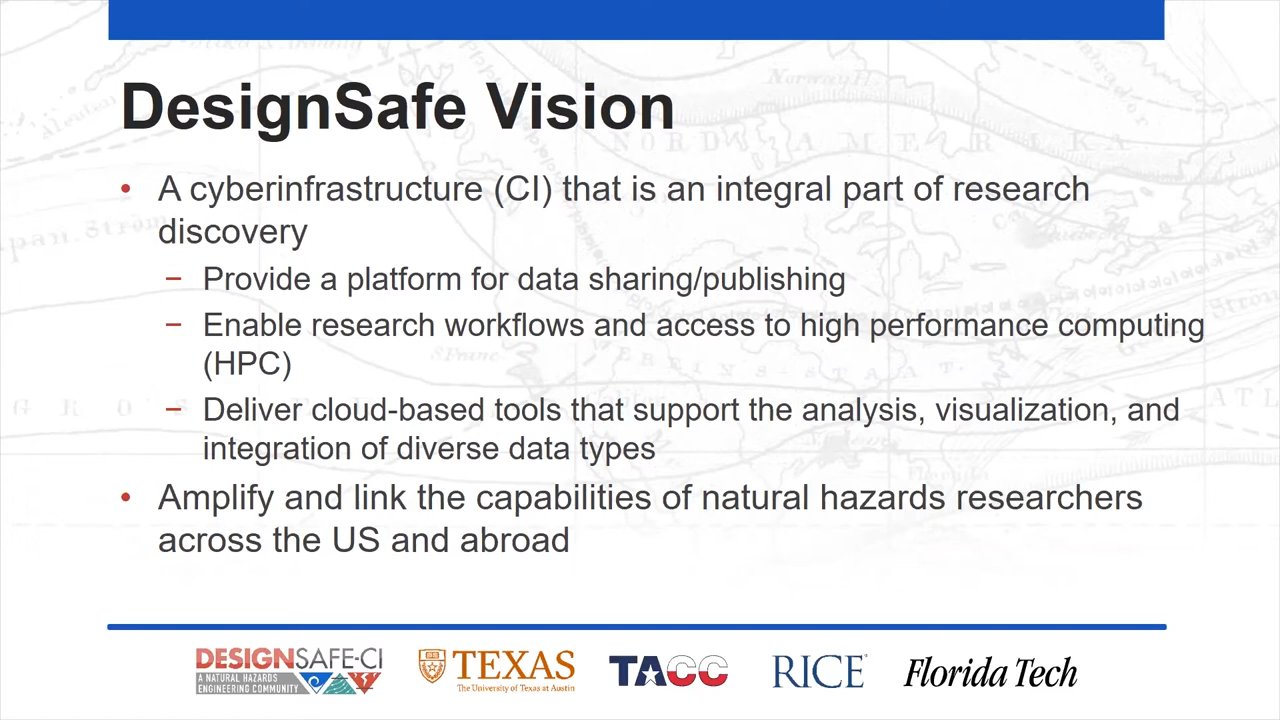 DesignSafe Vision
• A cyberinfrastructure (CI) that is an integral part of research
discovery
− Provide a platform for data sharing/publishing
− Enable research workflows and access to high performance computing
(HPC)
− Deliver cloud-based tools that support the analysis, visualization, and
integration of diverse data types
• Amplify and link the capabilities of natural hazards researchers
across the US and abroad
DESIGNSAFE-CI
A NATURAL HAZARDS
ENGINEERING COMMUNITY
TEXAS
The University of Texas at Austin
TACC
RICE
Florida Tech